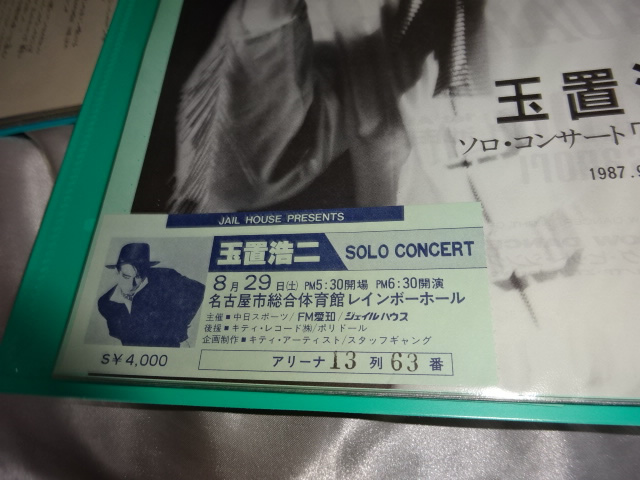 玉置
ソロ・コンサート「
1987.9
JAIL HOUSE PRESENTS
玉置浩二 SOLO CONCERT
8月29日(土) PM5:30開場 PM6:30開演
名古屋市総合体育館レインボーホール
主催■中日スポーツ/FM愛知/ジェイルハウス
後援■キティ・レコード㈱/ポリドール
企画制作■キティ・アーティスト/スタッフギャング
S¥4,000
アリーナ 13 列 63 番